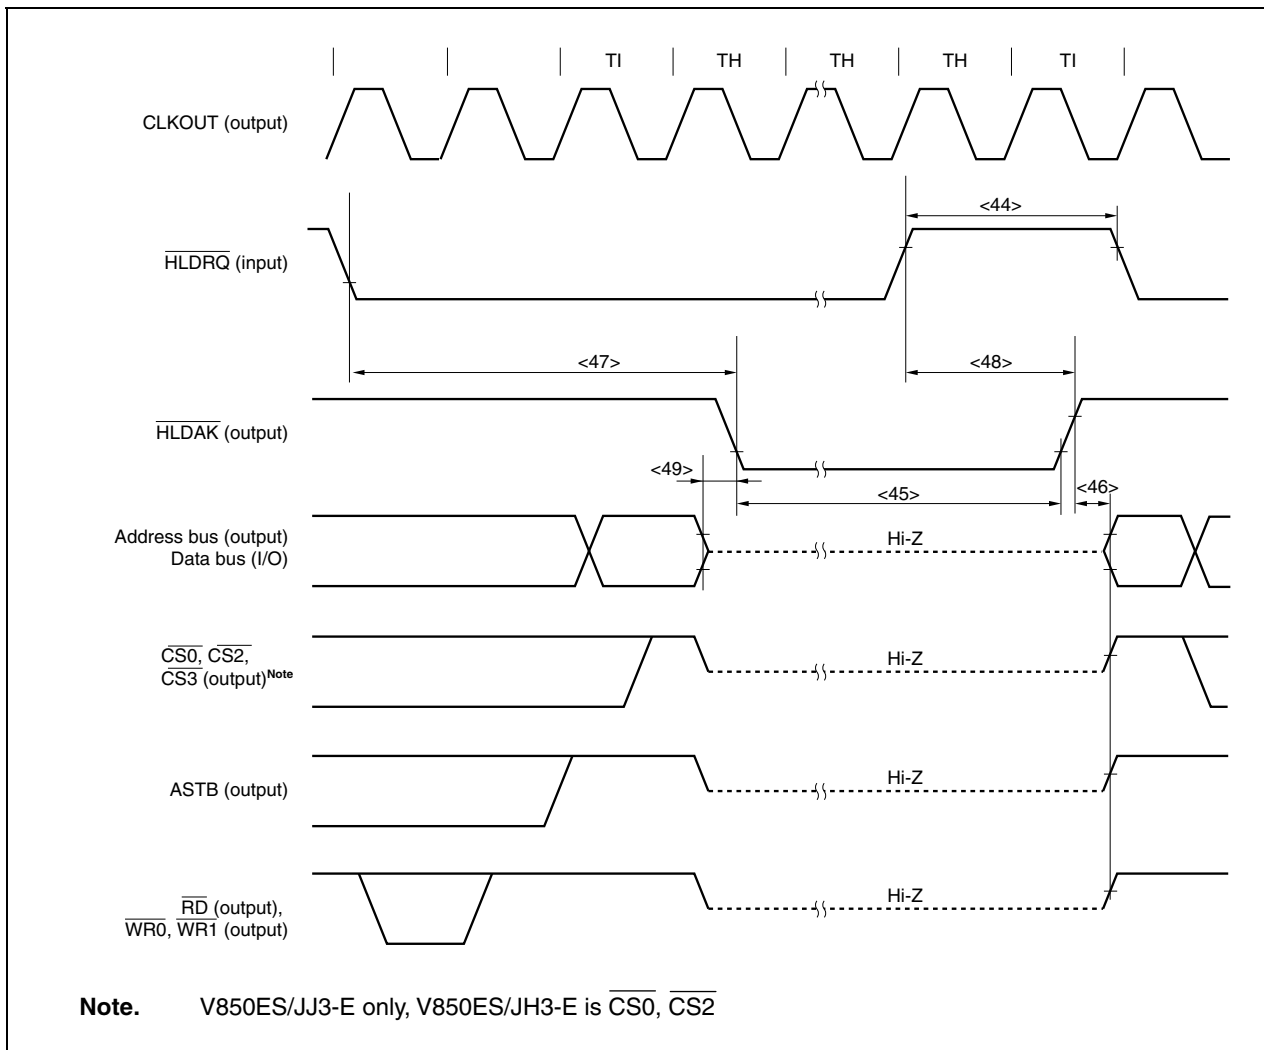 TI TH TH TH TI
CLKOUT (output)
<44>
HLDRQ (input)
<47> <48>
HLDAK (output)
<49> <45> <46>
Address bus (output)
Data bus (I/O)
Hi-Z
CS0, CS2,
CS3 (output)Note
Hi-Z
ASTB (output)
Hi-Z
RD (output),
WR0, WR1 (output)
Hi-Z
Note. V850ES/JJ3-E only, V850ES/JH3-E is CS0, CS2